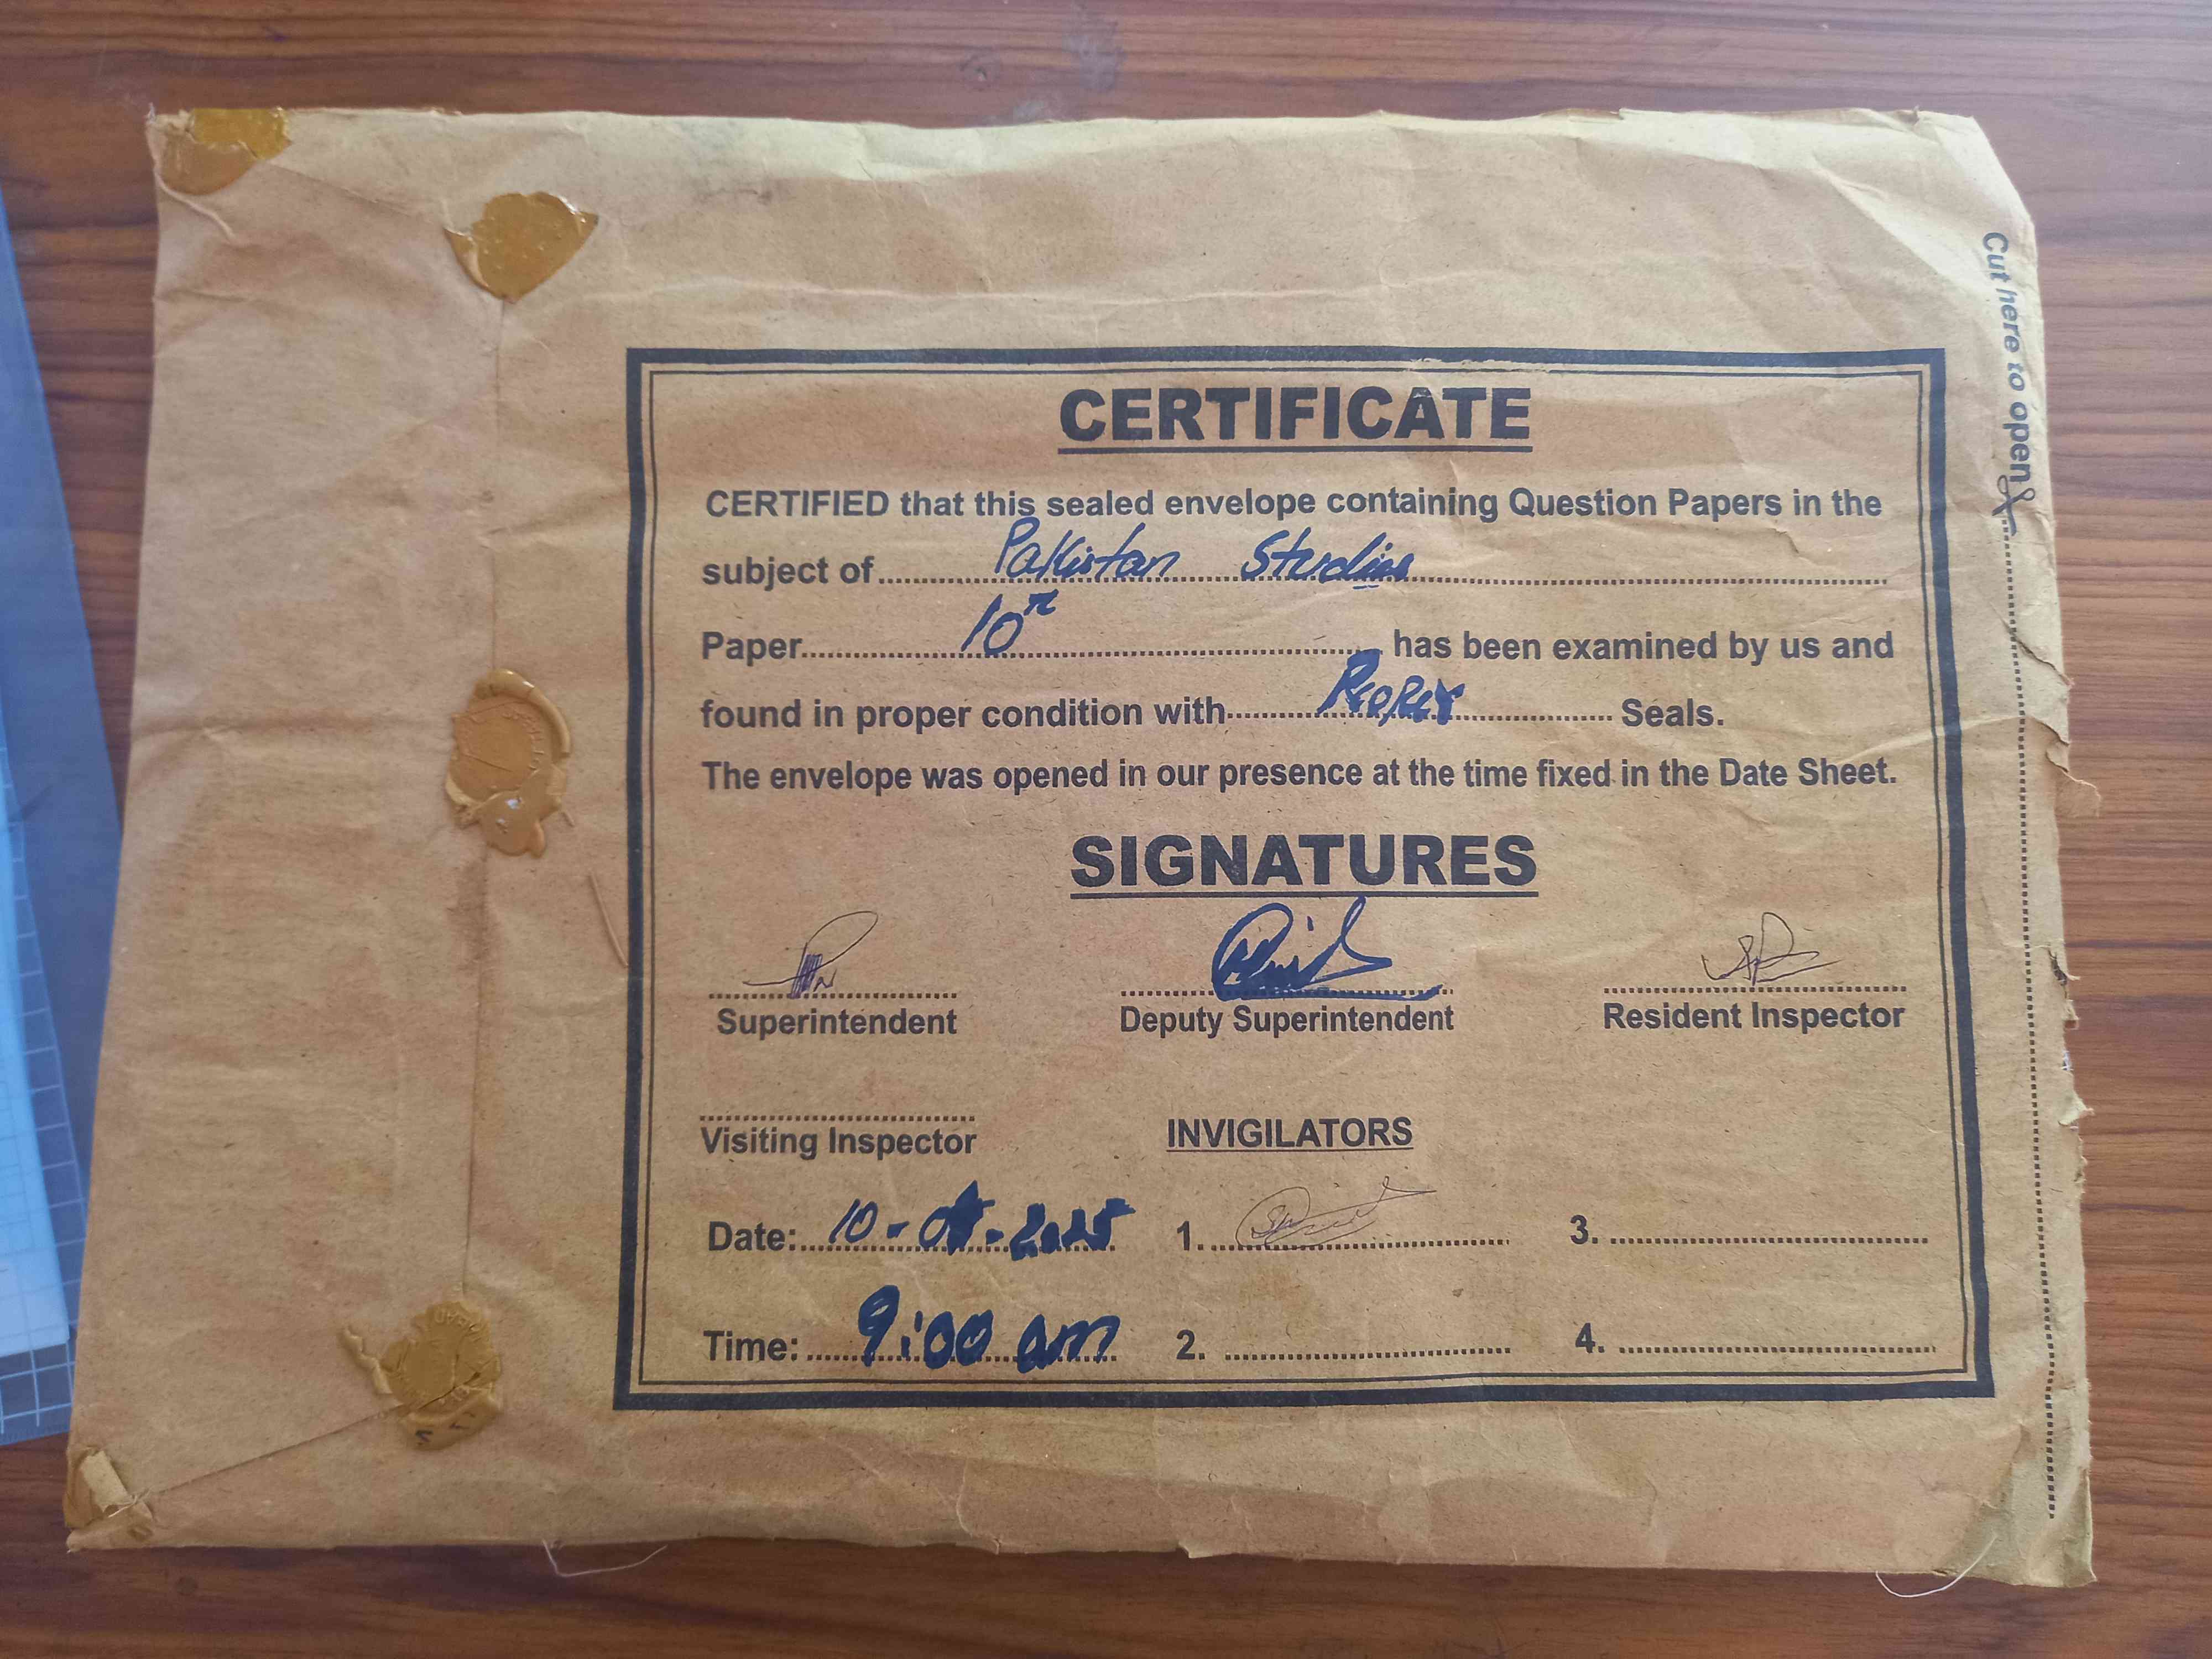 Cut here to open
CERTIFICATE
CERTIFIED that this sealed envelope containing Question Papers in the
subject of Pakistan Studies
Paper 10th has been examined by us and
found in proper condition with Proper Seals.
The envelope was opened in our presence at the time fixed in the Date Sheet.
SIGNATURES
Superintendent Deputy Superintendent Resident Inspector
Visiting Inspector INVIGILATORS
Date: 10- -2025 1. 3.
Time: 9:00 am 2. 4.